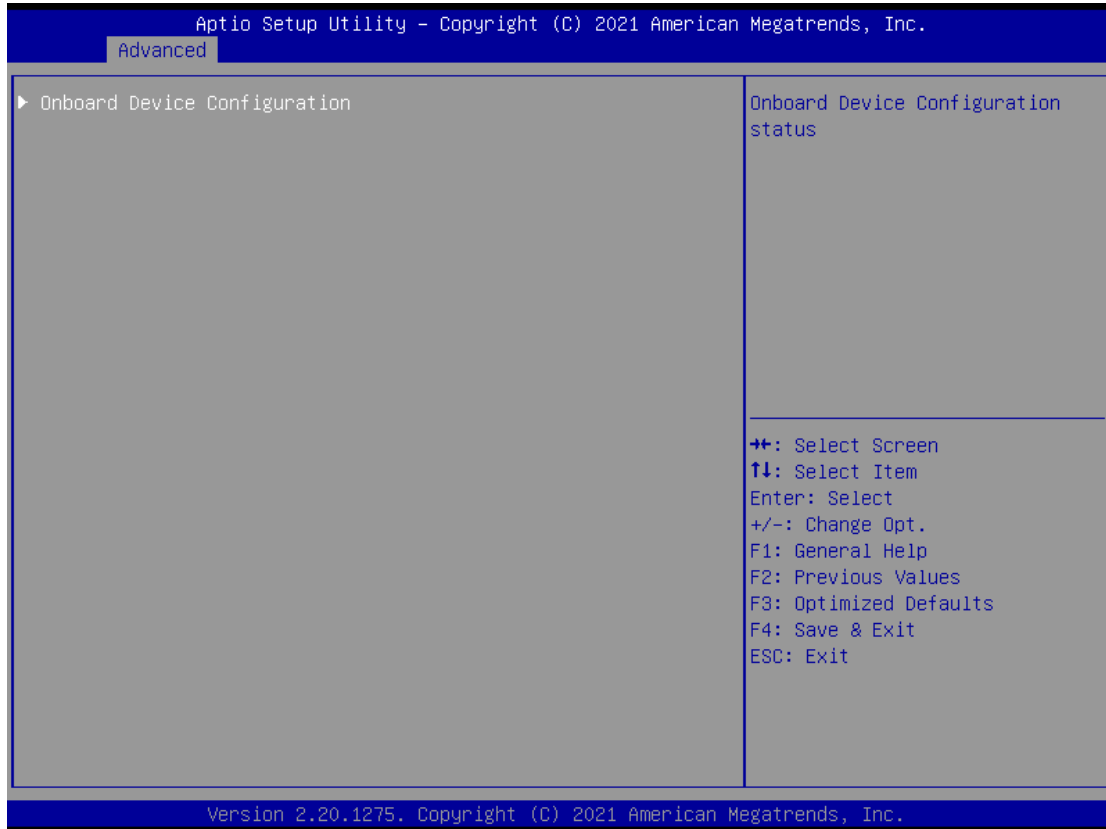 Aptio Setup Utility – Copyright (C) 2021 American Megatrends, Inc.
Advanced
▶ Onboard Device Configuration
Onboard Device Configuration
status
→←: Select Screen
↑↓: Select Item
Enter: Select
+/-: Change Opt.
F1: General Help
F2: Previous Values
F3: Optimized Defaults
F4: Save & Exit
ESC: Exit
Version 2.20.1275. Copyright (C) 2021 American Megatrends, Inc.